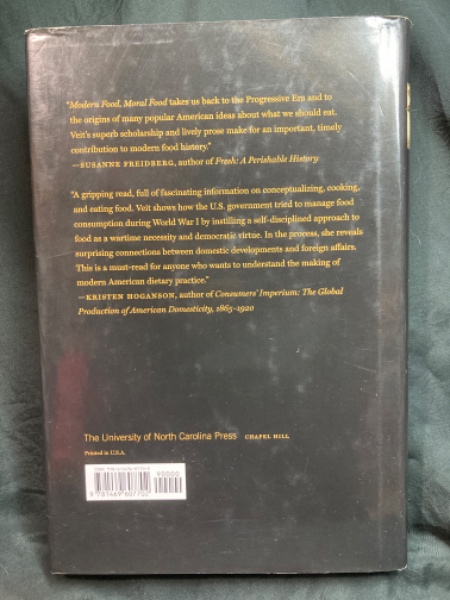 "Modern Food, Moral Food takes us back to the Progressive Era and to
the origins of many popular American ideas about what we should eat.
Veit's superb scholarship and lively prose make for an important, timely
contribution to modern food history."
—SUSANNE FREIDBERG, author of Fresh: A Perishable History
"A gripping read, full of fascinating information on conceptualizing, cooking,
and eating food. Veit shows how the U.S. government tried to manage food
consumption during World War I by instilling a self-disciplined approach to
food as a wartime necessity and democratic virtue. In the process, she reveals
surprising connections between domestic developments and foreign affairs.
This is a must-read for anyone who wants to understand the making of
modern American dietary practice."
—KRISTEN HOGANSON, author of Consumers' Imperium: The Global
Production of American Domesticity, 1865–1920
The University of North Carolina Press CHAPEL HILL
Printed in U.S.A.
90000
9 781469 607702